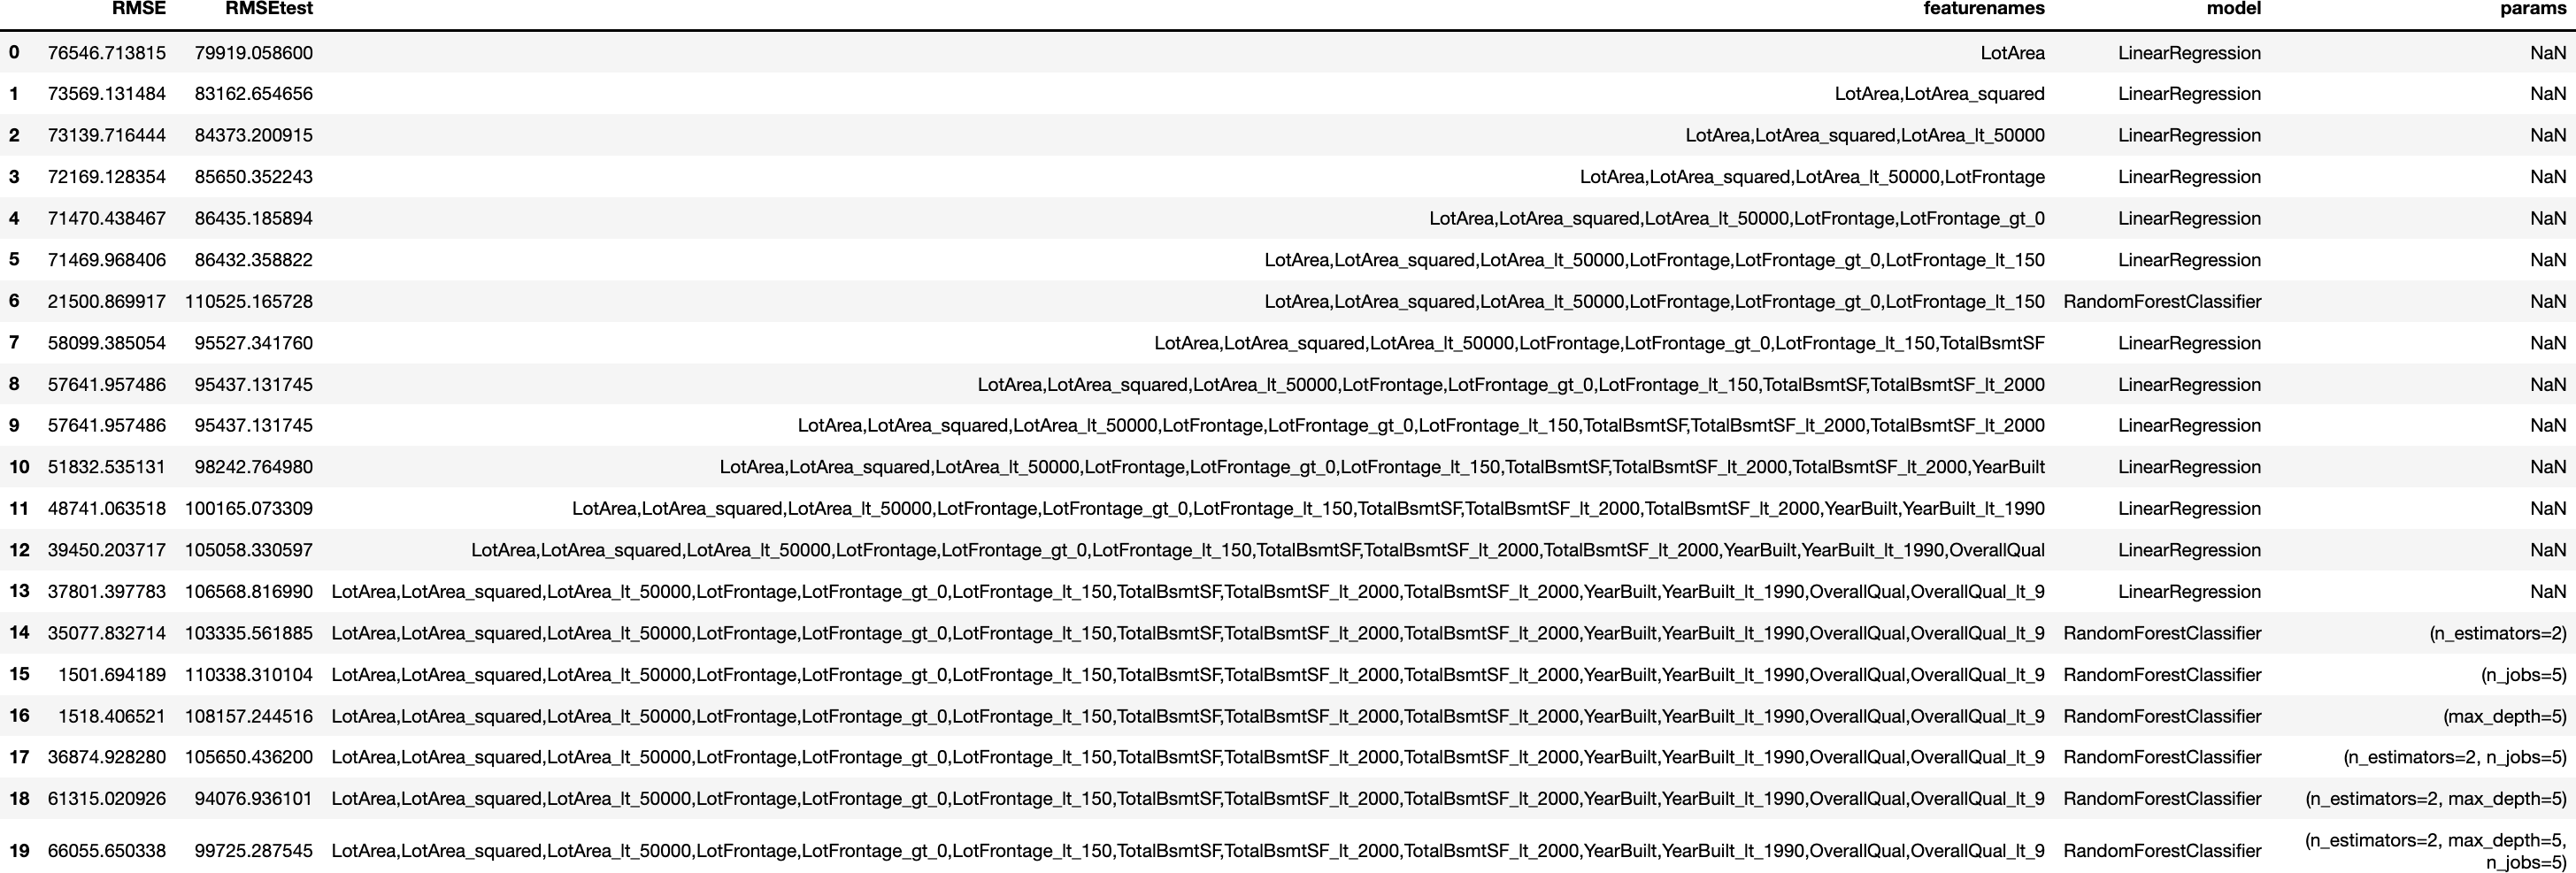 RMSE RMSEtest featurenames model params
0 76546.713815 79919.058600 LotArea LinearRegression NaN
1 73569.131484 83162.654656 LotArea,LotArea_squared LinearRegression NaN
2 73139.716444 84373.200915 LotArea,LotArea_squared,LotArea_lt_50000 LinearRegression NaN
3 72169.128354 85650.352243 LotArea,LotArea_squared,LotArea_lt_50000,LotFrontage LinearRegression NaN
4 71470.438467 86435.185894 LotArea,LotArea_squared,LotArea_lt_50000,LotFrontage,LotFrontage_gt_0 LinearRegression NaN
5 71469.968406 86432.358822 LotArea,LotArea_squared,LotArea_lt_50000,LotFrontage,LotFrontage_gt_0,LotFrontage_lt_150 LinearRegression NaN
6 21500.869917 110525.165728 LotArea,LotArea_squared,LotArea_lt_50000,LotFrontage,LotFrontage_gt_0,LotFrontage_lt_150 RandomForestClassifier NaN
7 58099.385054 95527.341760 LotArea,LotArea_squared,LotArea_lt_50000,LotFrontage,LotFrontage_gt_0,LotFrontage_lt_150,TotalBsmtSF LinearRegression NaN
8 57641.957486 95437.131745 LotArea,LotArea_squared,LotArea_lt_50000,LotFrontage,LotFrontage_gt_0,LotFrontage_lt_150,TotalBsmtSF,TotalBsmtSF_lt_2000 LinearRegression NaN
9 57641.957486 95437.131745 LotArea,LotArea_squared,LotArea_lt_50000,LotFrontage,LotFrontage_gt_0,LotFrontage_lt_150,TotalBsmtSF,TotalBsmtSF_lt_2000,TotalBsmtSF_lt_2000 LinearRegression NaN
10 51832.535131 98242.764980 LotArea,LotArea_squared,LotArea_lt_50000,LotFrontage,LotFrontage_gt_0,LotFrontage_lt_150,TotalBsmtSF,TotalBsmtSF_lt_2000,TotalBsmtSF_lt_2000,YearBuilt LinearRegression NaN
11 48741.063518 100165.073309 LotArea,LotArea_squared,LotArea_lt_50000,LotFrontage,LotFrontage_gt_0,LotFrontage_lt_150,TotalBsmtSF,TotalBsmtSF_lt_2000,TotalBsmtSF_lt_2000,YearBuilt,YearBuilt_lt_1990 LinearRegression NaN
12 39450.203717 105058.330597 LotArea,LotArea_squared,LotArea_lt_50000,LotFrontage,LotFrontage_gt_0,LotFrontage_lt_150,TotalBsmtSF,TotalBsmtSF_lt_2000,TotalBsmtSF_lt_2000,YearBuilt,YearBuilt_lt_1990,OverallQual LinearRegression NaN
13 37801.397783 106568.816990 LotArea,LotArea_squared,LotArea_lt_50000,LotFrontage,LotFrontage_gt_0,LotFrontage_lt_150,TotalBsmtSF,TotalBsmtSF_lt_2000,TotalBsmtSF_lt_2000,YearBuilt,YearBuilt_lt_1990,OverallQual,OverallQual_lt_9 LinearRegression NaN
14 35077.832714 103335.561885 LotArea,LotArea_squared,LotArea_lt_50000,LotFrontage,LotFrontage_gt_0,LotFrontage_lt_150,TotalBsmtSF,TotalBsmtSF_lt_2000,TotalBsmtSF_lt_2000,YearBuilt,YearBuilt_lt_1990,OverallQual,OverallQual_lt_9 RandomForestClassifier (n_estimators=2)
15 1501.694189 110338.310104 LotArea,LotArea_squared,LotArea_lt_50000,LotFrontage,LotFrontage_gt_0,LotFrontage_lt_150,TotalBsmtSF,TotalBsmtSF_lt_2000,TotalBsmtSF_lt_2000,YearBuilt,YearBuilt_lt_1990,OverallQual,OverallQual_lt_9 RandomForestClassifier (n_jobs=5)
16 1518.406521 108157.244516 LotArea,LotArea_squared,LotArea_lt_50000,LotFrontage,LotFrontage_gt_0,LotFrontage_lt_150,TotalBsmtSF,TotalBsmtSF_lt_2000,TotalBsmtSF_lt_2000,YearBuilt,YearBuilt_lt_1990,OverallQual,OverallQual_lt_9 RandomForestClassifier (max_depth=5)
17 36874.928280 105650.436200 LotArea,LotArea_squared,LotArea_lt_50000,LotFrontage,LotFrontage_gt_0,LotFrontage_lt_150,TotalBsmtSF,TotalBsmtSF_lt_2000,TotalBsmtSF_lt_2000,YearBuilt,YearBuilt_lt_1990,OverallQual,OverallQual_lt_9 RandomForestClassifier (n_estimators=2, n_jobs=5)
18 61315.020926 94076.936101 LotArea,LotArea_squared,LotArea_lt_50000,LotFrontage,LotFrontage_gt_0,LotFrontage_lt_150,TotalBsmtSF,TotalBsmtSF_lt_2000,TotalBsmtSF_lt_2000,YearBuilt,YearBuilt_lt_1990,OverallQual,OverallQual_lt_9 RandomForestClassifier (n_estimators=2, max_depth=5)
19 66055.650338 99725.287545 LotArea,LotArea_squared,LotArea_lt_50000,LotFrontage,LotFrontage_gt_0,LotFrontage_lt_150,TotalBsmtSF,TotalBsmtSF_lt_2000,TotalBsmtSF_lt_2000,YearBuilt,YearBuilt_lt_1990,OverallQual,OverallQual_lt_9 RandomForestClassifier (n_estimators=2, max_depth=5,
n_jobs=5)